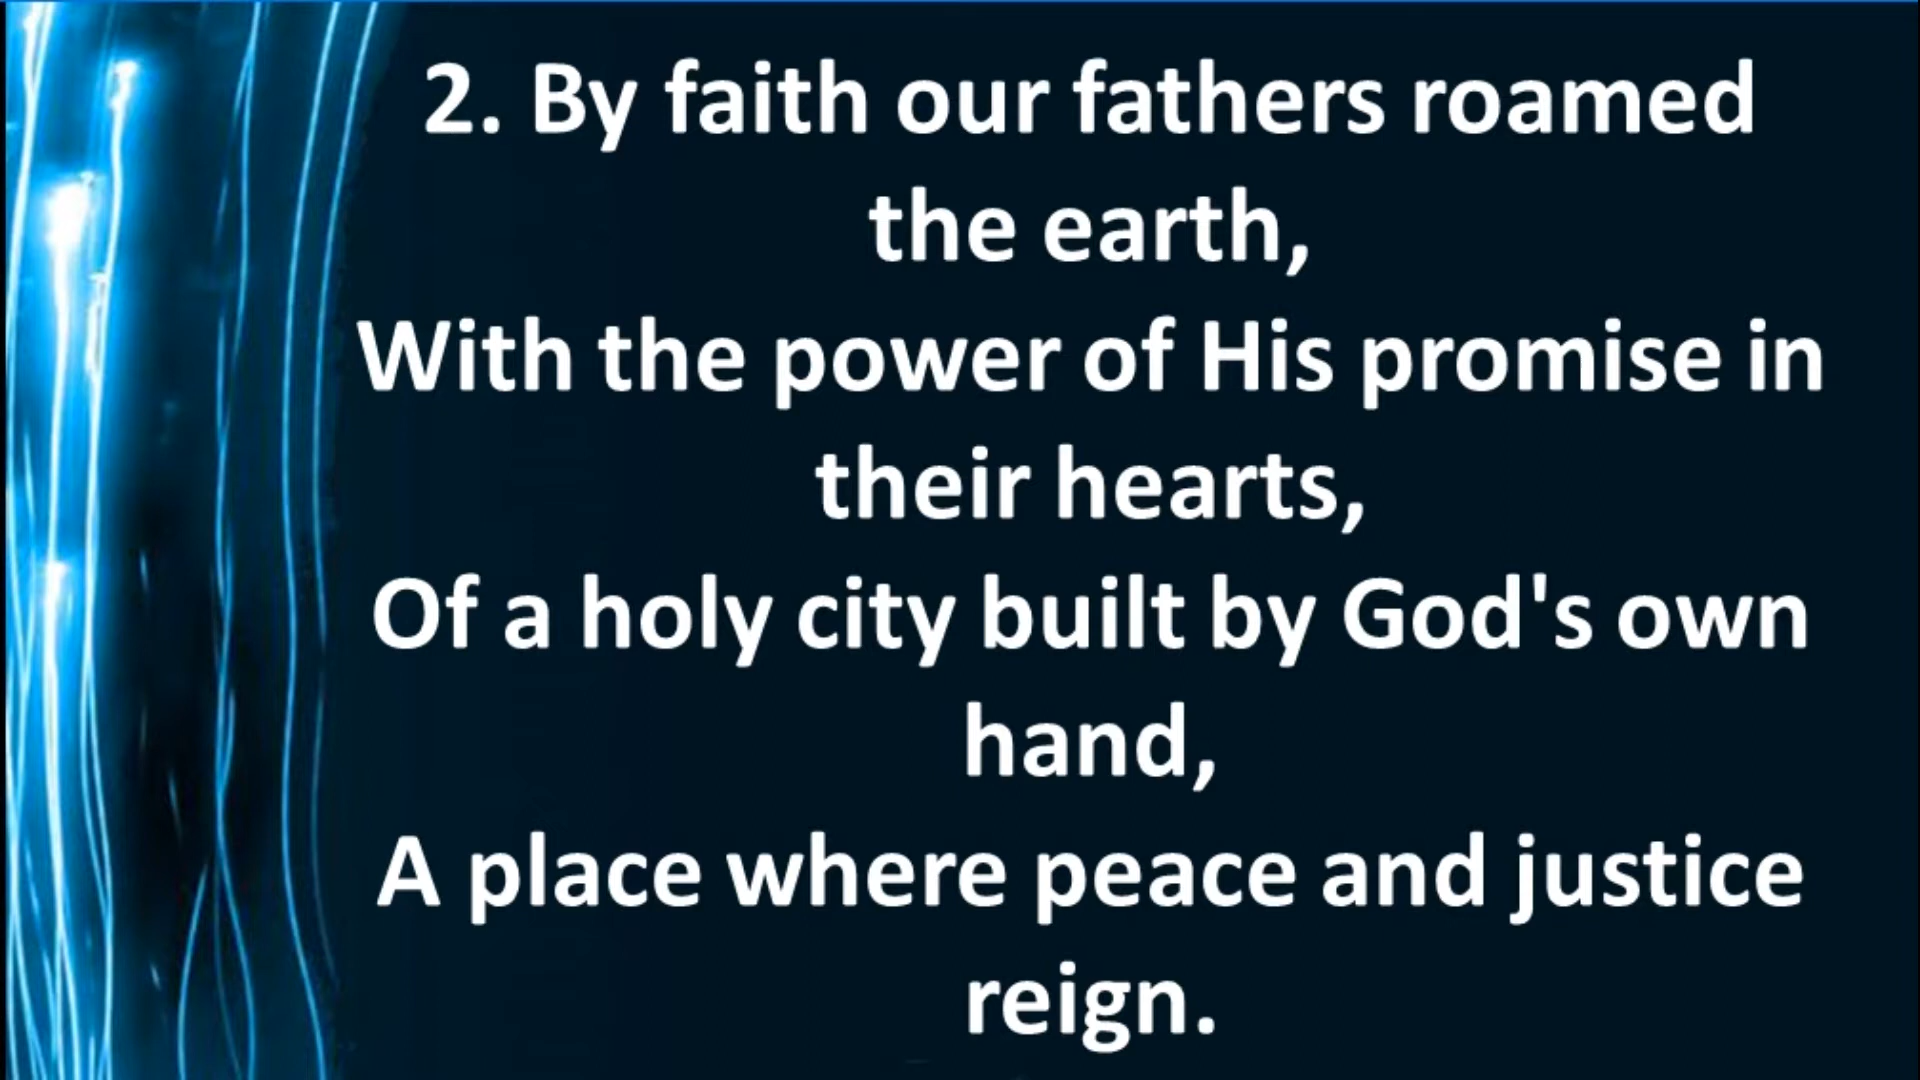 2. By faith our fathers roamed
the earth,
With the power of His promise in
their hearts,
Of a holy city built by God's own
hand,
A place where peace and justice
reign.